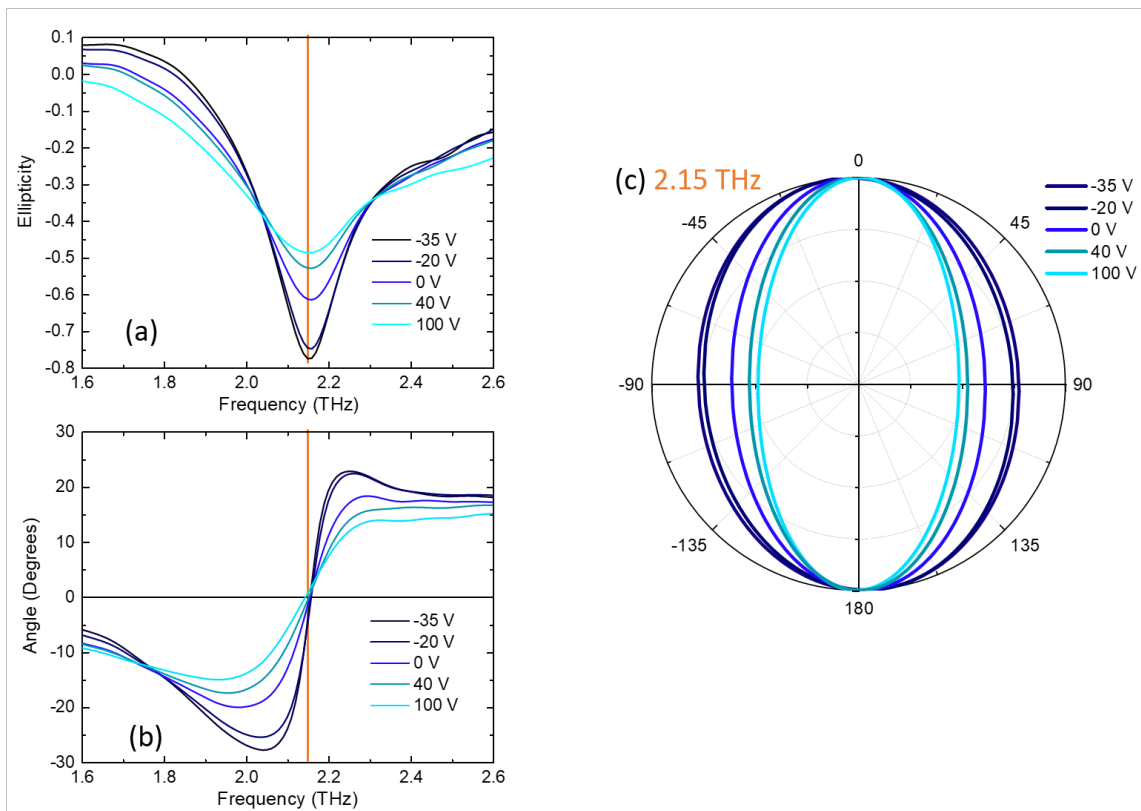 0.1
0.0
-0.1
-0.2
-0.3
-0.4
-0.5
-0.6
-0.7
-0.8
Ellipticity
-35 V
-20 V
0 V
40 V
100 V
(a)
1.6 1.8 2.0 2.2 2.4 2.6
Frequency (THz)
30
20
10
0
-10
-20
-30
Angle (Degrees)
-35 V
-20 V
0 V
40 V
100 V
(b)
1.6 1.8 2.0 2.2 2.4 2.6
Frequency (THz)
(c) 2.15 THz
0
45
90
135
180
-135
-90
-45
-35 V
-20 V
0 V
40 V
100 V